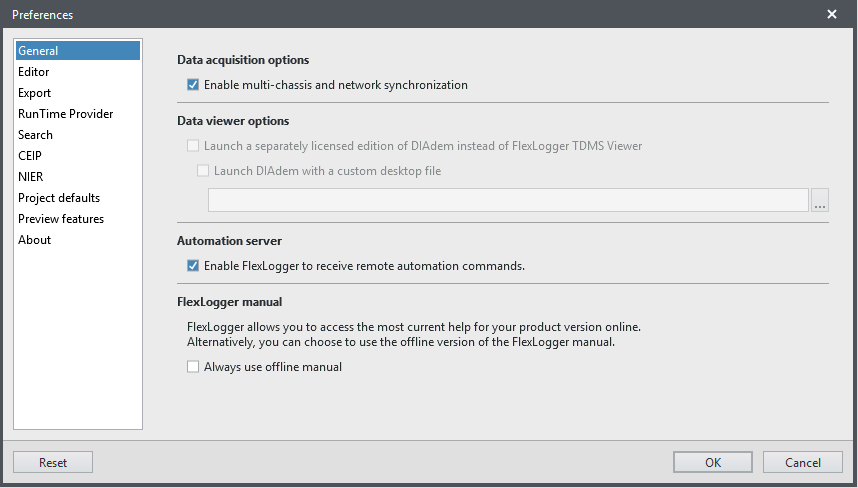 Preferences
General
Editor
Export
RunTime Provider
Search
CEIP
NIER
Project defaults
Preview features
About
Data acquisition options
Enable multi-chassis and network synchronization
Data viewer options
Launch a separately licensed edition of DIAdem instead of FlexLogger TDMS Viewer
Launch DIAdem with a custom desktop file
...
Automation server
Enable FlexLogger to receive remote automation commands.
FlexLogger manual
FlexLogger allows you to access the most current help for your product version online.
Alternatively, you can choose to use the offline version of the FlexLogger manual.
Always use offline manual
Reset
OK
Cancel